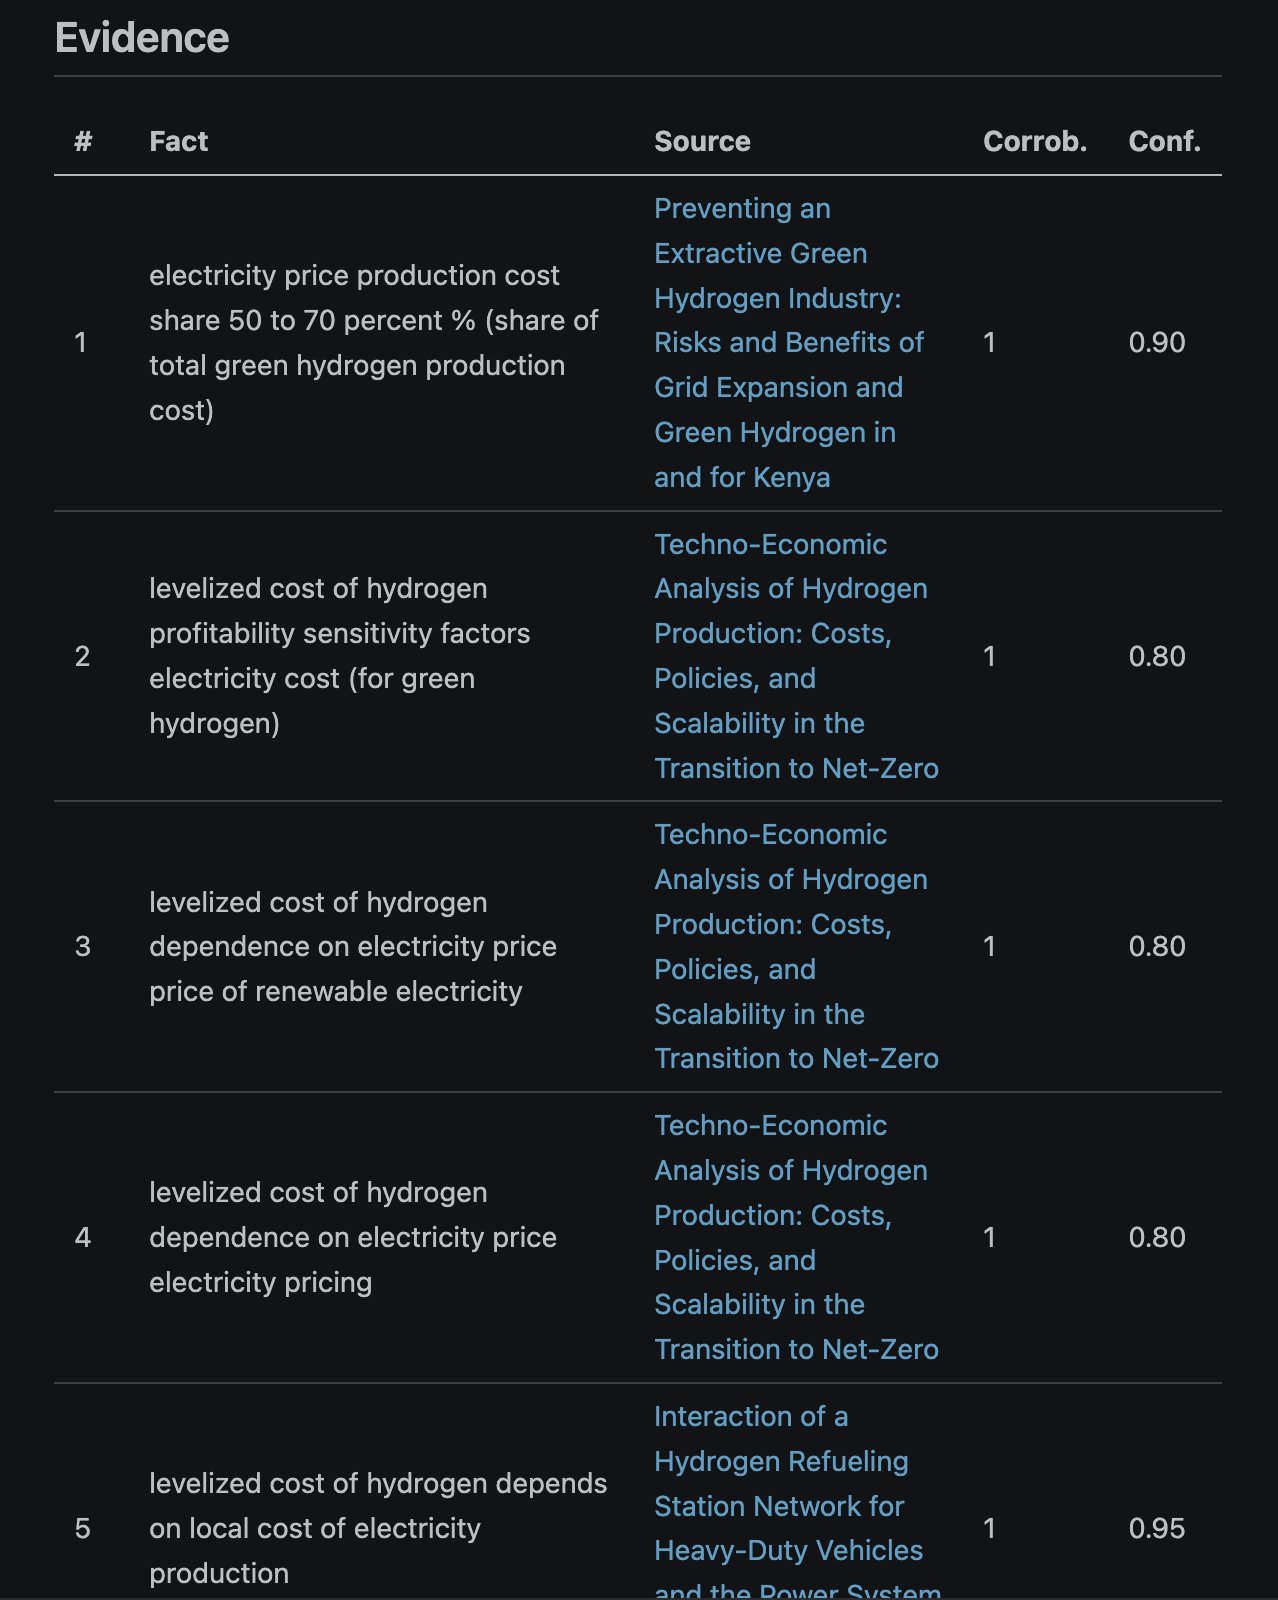 Evidence
# Fact Source Corrob. Conf.
1
electricity price production cost
share 50 to 70 percent % (share of
total green hydrogen production
cost)
Preventing an
Extractive Green
Hydrogen Industry:
Risks and Benefits of
Grid Expansion and
Green Hydrogen in
and for Kenya
1
0.90
2
levelized cost of hydrogen
profitability sensitivity factors
electricity cost (for green
hydrogen)
Techno-Economic
Analysis of Hydrogen
Production: Costs,
Policies, and
Scalability in the
Transition to Net-Zero
1
0.80
3
levelized cost of hydrogen
dependence on electricity price
price of renewable electricity
Techno-Economic
Analysis of Hydrogen
Production: Costs,
Policies, and
Scalability in the
Transition to Net-Zero
1
0.80
4
levelized cost of hydrogen
dependence on electricity price
electricity pricing
Techno-Economic
Analysis of Hydrogen
Production: Costs,
Policies, and
Scalability in the
Transition to Net-Zero
1
0.80
5
levelized cost of hydrogen depends
on local cost of electricity
production
Interaction of a
Hydrogen Refueling
Station Network for
Heavy-Duty Vehicles
and the Power System
1
0.95